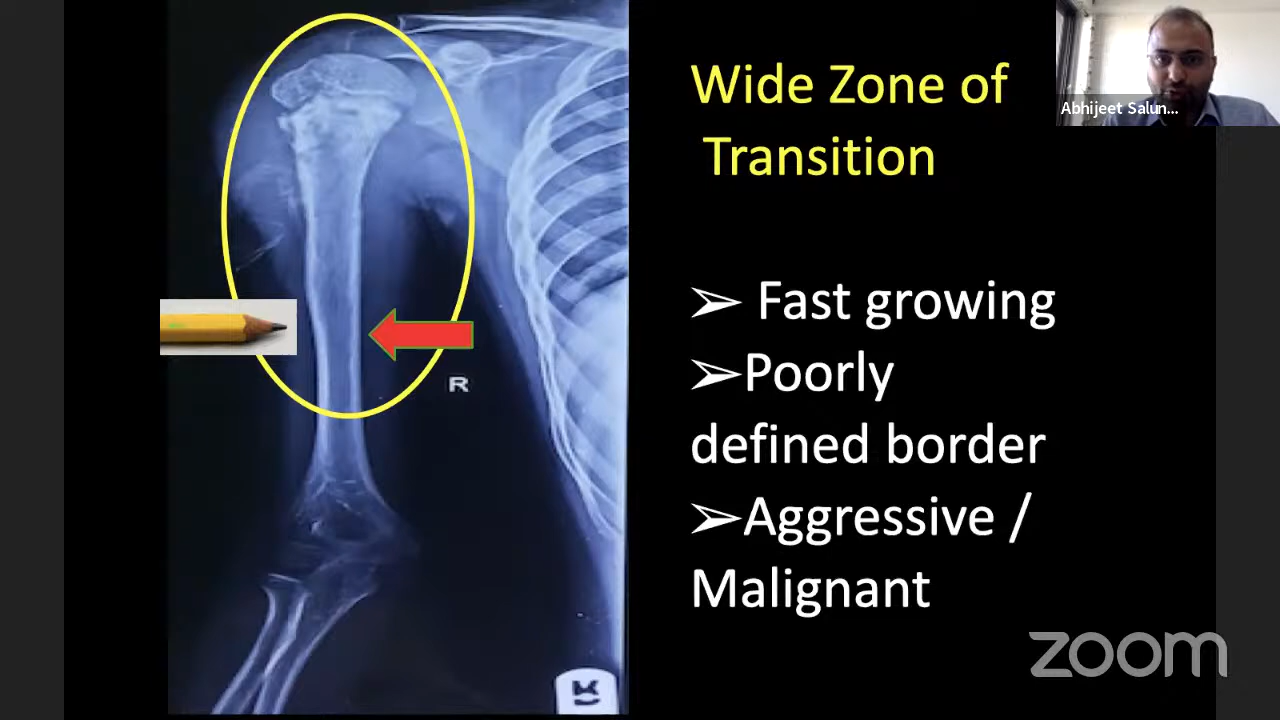 Wide Zone of
Transition
Abhijeet Salun...
➢ Fast growing
➢Poorly
defined border
➢Aggressive /
Malignant
R
zoom